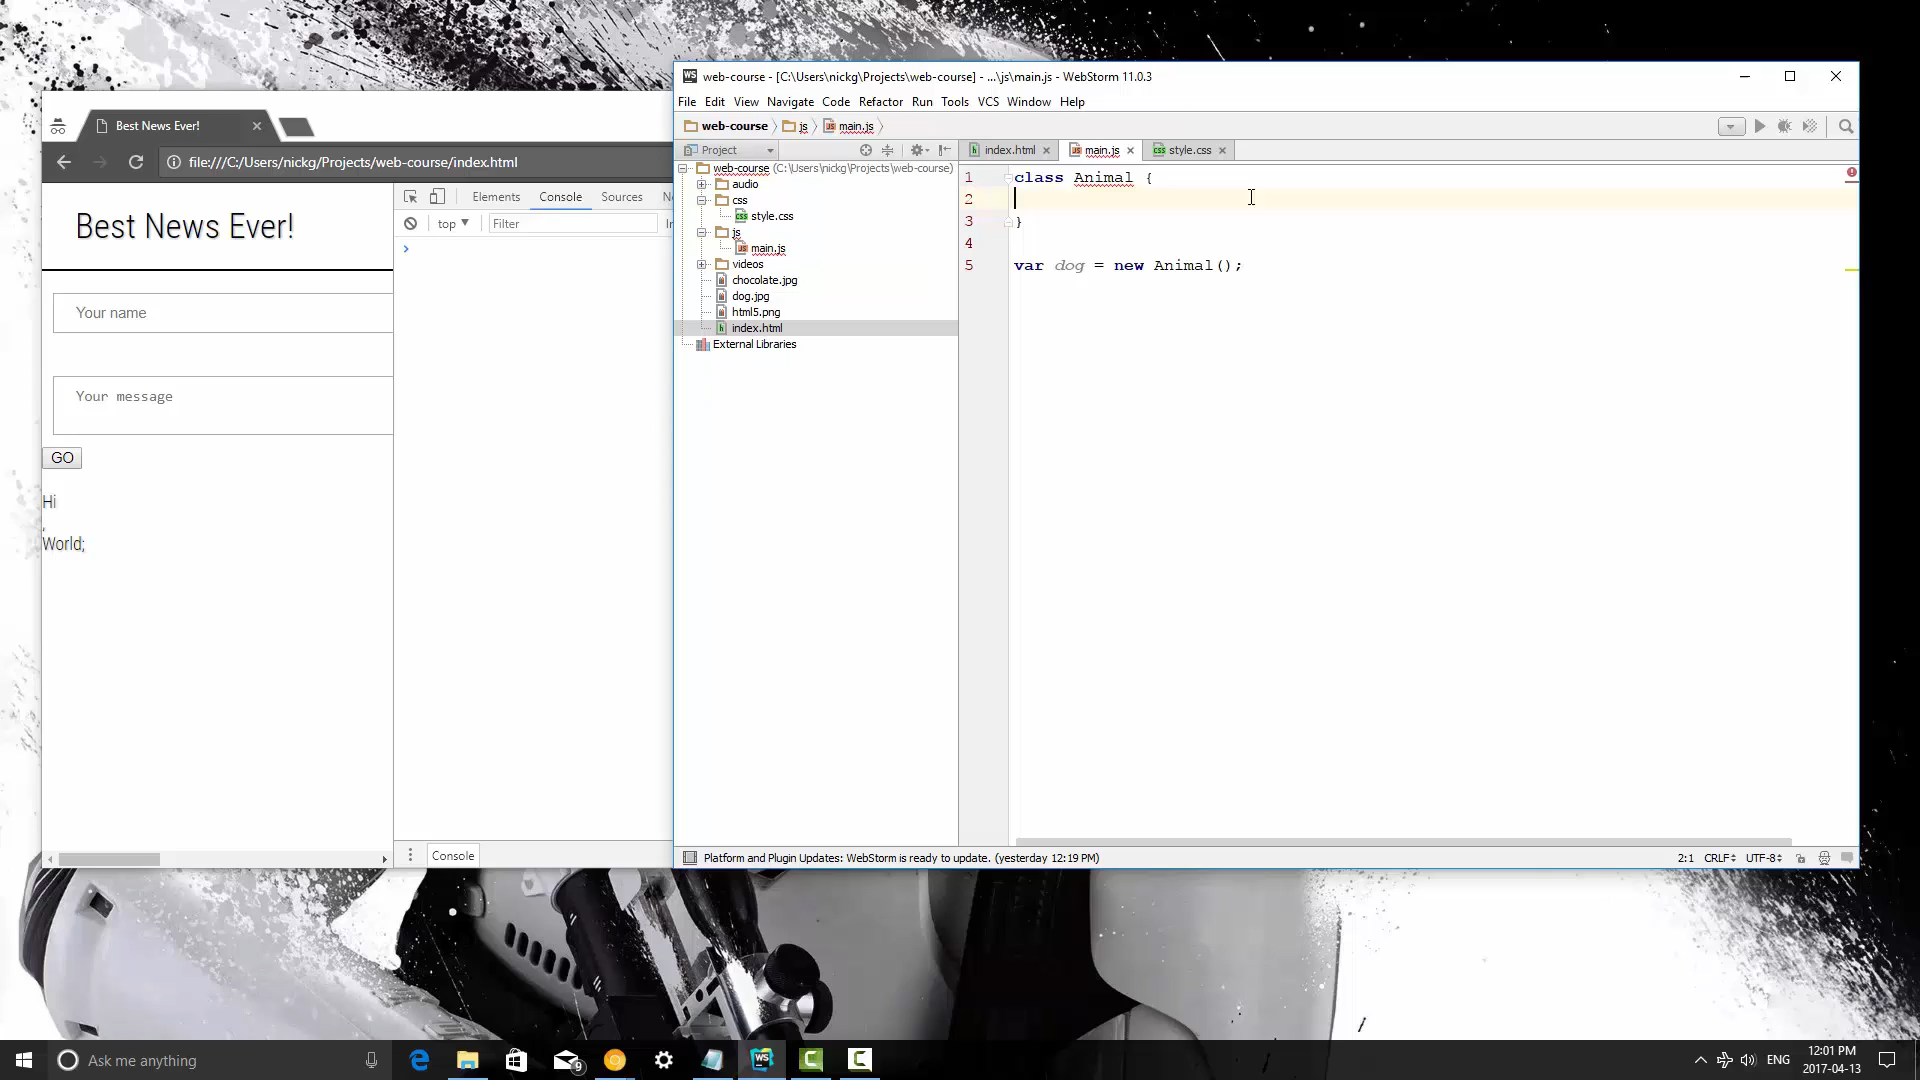 web-course - [C:\Users\nickg\Projects\web-course] - ...\js\main.js - WebStorm 11.0.3
File Edit View Navigate Code Refactor Run Tools VCS Window Help
Best News Ever!
web-course js main.js
file:///C:/Users/nickg/Projects/web-course/index.html
Project
index.html main.js style.css
Elements Console Sources
top Filter
Best News Ever!
Your name
Your message
GO
Hi
,
World;
Console
web-course (C:\Users\nickg\Projects\web-course)
audio
css
style.css
js
main.js
videos
chocolate.jpg
dog.jpg
html5.png
index.html
External Libraries
1 class Animal {
2
3 }
4
5 var dog = new Animal();
Platform and Plugin Updates: WebStorm is ready to update. (yesterday 12:19 PM)
2:1 CRLF UTF-8
Ask me anything
9
ENG
12:01 PM
2017-04-13